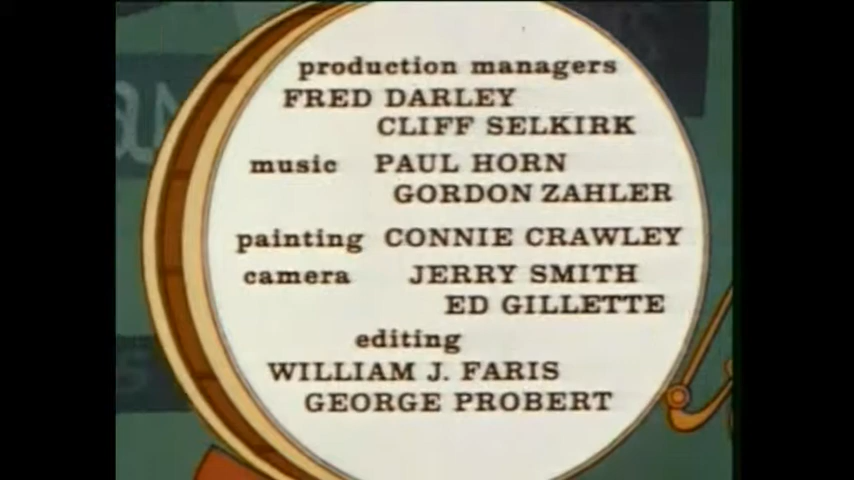 production managers
FRED DARLEY
CLIFF SELKIRK
music PAUL HORN
GORDON ZAHLER
painting CONNIE CRAWLEY
camera JERRY SMITH
ED GILLETTE
editing
WILLIAM J. FARIS
GEORGE PROBERT